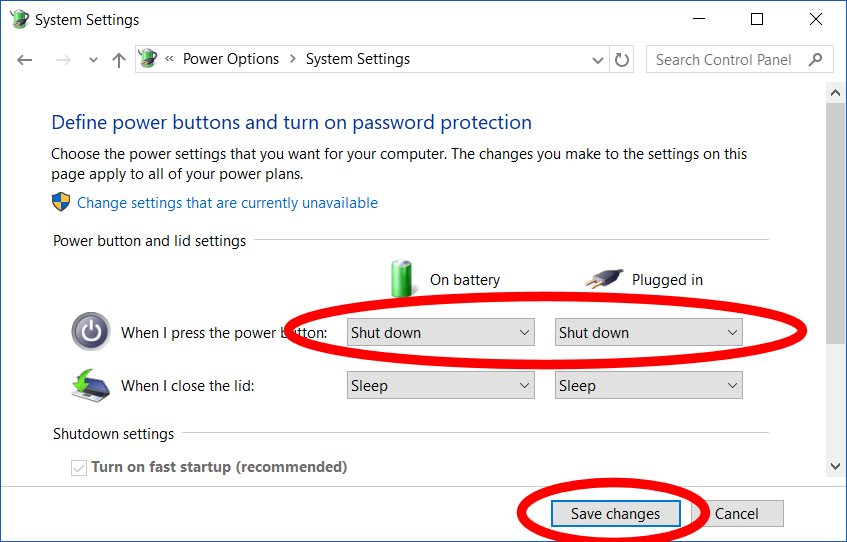 System Settings
« Power Options > System Settings
Search Control Panel
Define power buttons and turn on password protection
Choose the power settings that you want for your computer. The changes you make to the settings on this
page apply to all of your power plans.
Change settings that are currently unavailable
Power button and lid settings
On battery Plugged in
When I press the power button: Shut down Shut down
When I close the lid: Sleep Sleep
Shutdown settings
Turn on fast startup (recommended)
Save changes Cancel